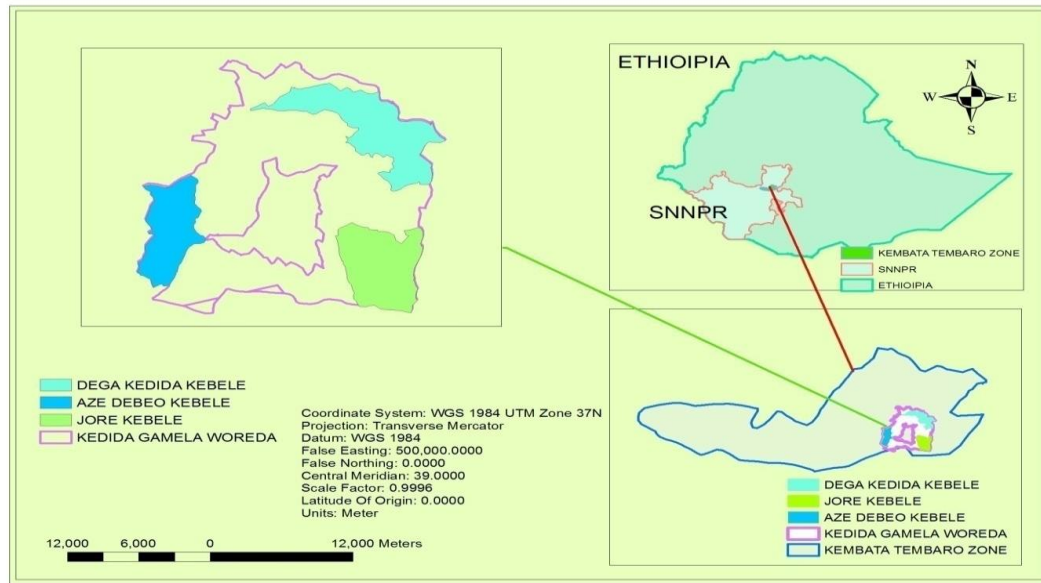 ETHIOIPIA
N
W
E
S
SNNPR
KEMBATA TEMBARO ZONE
SNNPR
ETHIOIPIA
DEGA KEDIDA KEBELE
AZE DEBEO KEBELE
JORE KEBELE
KEDIDA GAMELA WOREDA
Coordinate System: WGS 1984 UTM Zone 37N
Projection: Transverse Mercator
Datum: WGS 1984
False Easting: 500,000.0000
False Northing: 0.0000
Central Meridian: 39.0000
Scale Factor: 0.9996
Latitude Of Origin: 0.0000
Units: Meter
12,000 6,000 0 12,000 Meters
DEGA KEDIDA KEBELE
JORE KEBELE
AZE DEBEO KEBELE
KEDIDA GAMELA WOREDA
KEMBATA TEMBARO ZONE